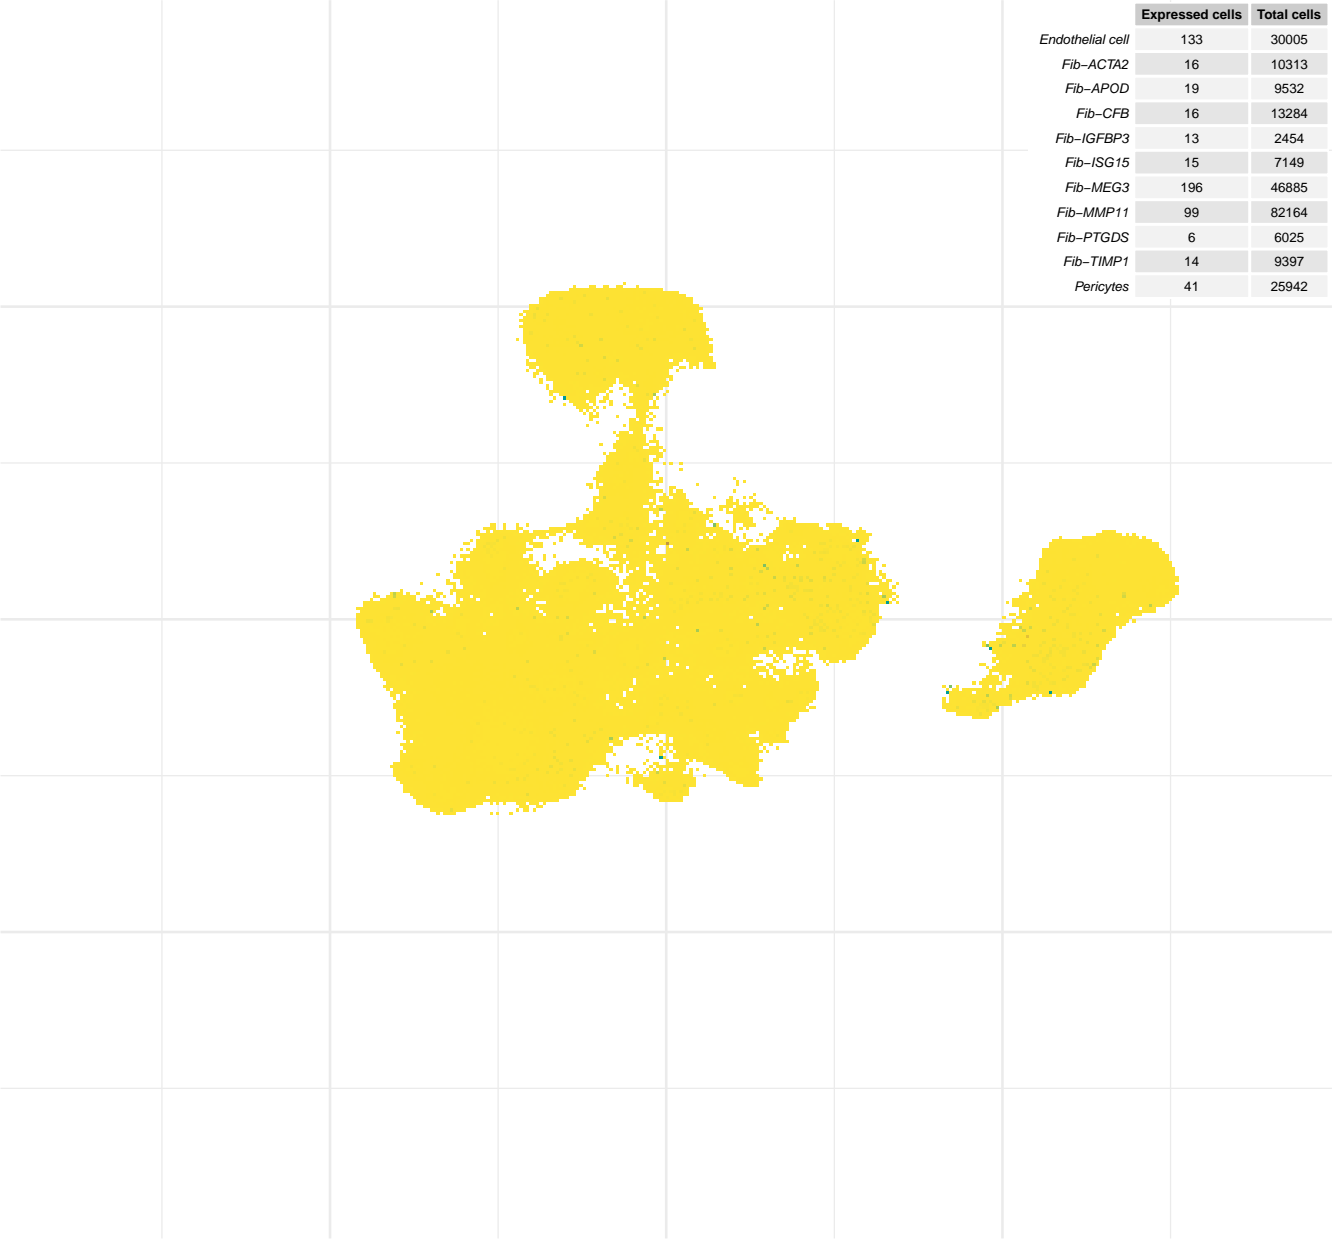 Expressed cells Total cells
Endothelial cell 133 30005
Fib−ACTA2 16 10313
Fib−APOD 19 9532
Fib−CFB 16 13284
Fib−IGFBP3 13 2454
Fib−ISG15 15 7149
Fib−MEG3 196 46885
Fib−MMP11 99 82164
Fib−PTGDS 6 6025
Fib−TIMP1 14 9397
Pericytes 41 25942